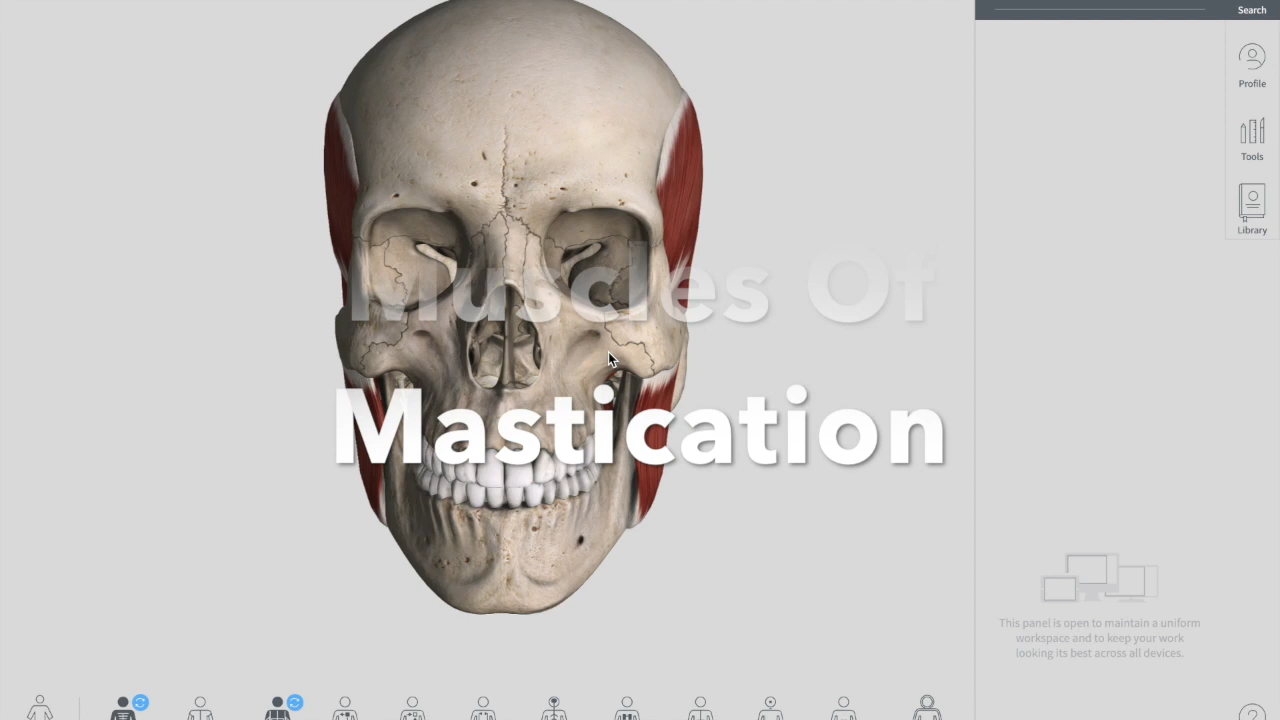 Search
Profile
Tools
Library
Muscles Of
Mastication
This panel is open to maintain a uniform
workspace and to keep your work
looking its best across all devices.
?